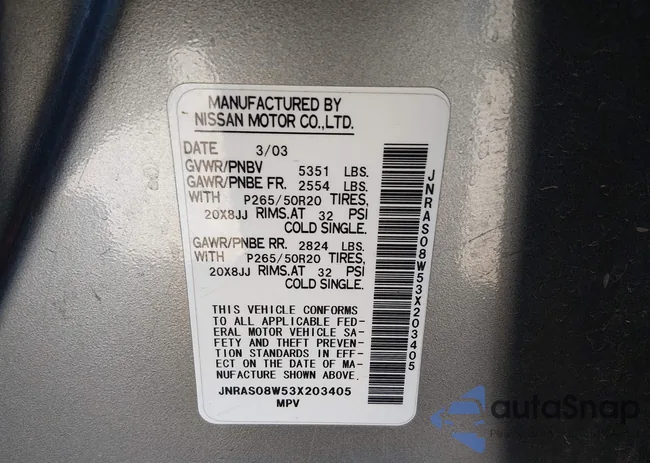 MANUFACTURED BY
NISSAN MOTOR CO.,LTD.
DATE 3/03
GVWR/PNBV 5351 LBS.
GAWR/PNBE FR. 2554 LBS.
WITH P265/50R20 TIRES,
20X8JJ RIMS.AT 32 PSI
COLD SINGLE.
GAWR/PNBE RR. 2824 LBS.
WITH P265/50R20 TIRES,
20X8JJ RIMS.AT 32 PSI
COLD SINGLE.
THIS VEHICLE CONFORMS
TO ALL APPLICABLE FED-
ERAL MOTOR VEHICLE SA-
FETY AND THEFT PREVEN-
TION STANDARDS IN EFF-
ECT ON THE DATE OF MA-
NUFACTURE SHOWN ABOVE.
JNRAS08W53X203405
MPV
JNRAS08W53X203405
autoSnap